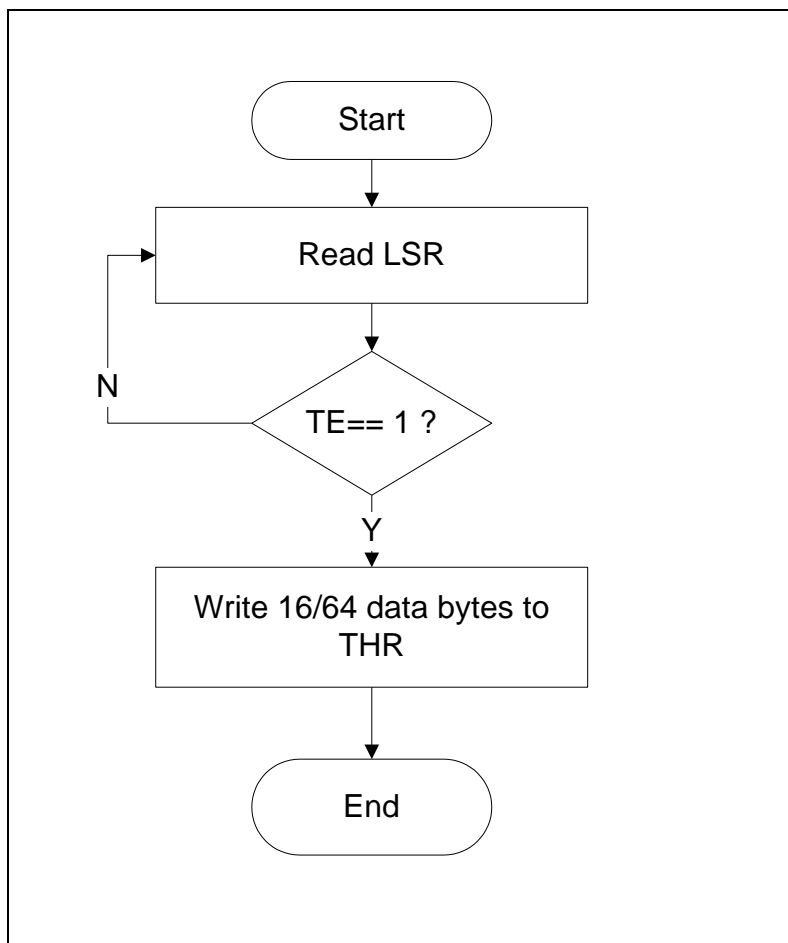 Start
Read LSR
N
TE== 1 ?
Y
Write 16/64 data bytes to
THR
End